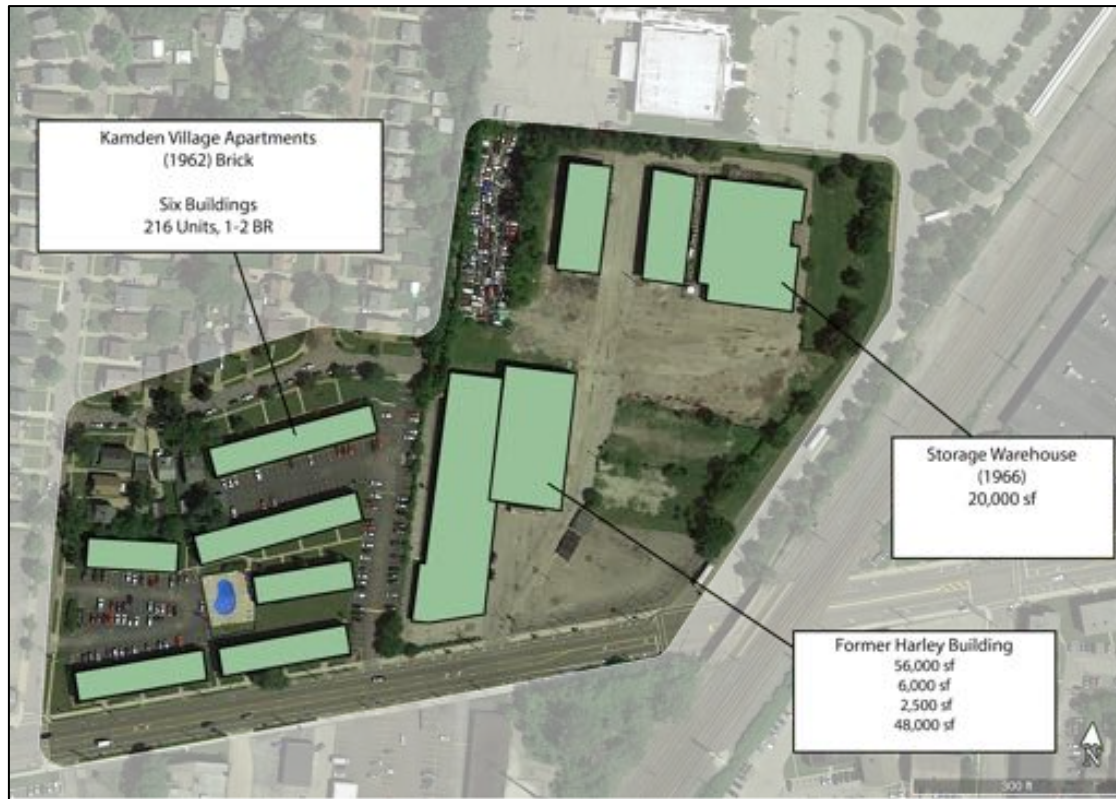 Kamden Village Apartments
(1962) Brick
Six Buildings
216 Units, 1-2 BR
Storage Warehouse
(1966)
20,000 sf
Former Harley Building
56,000 sf
6,000 sf
2,500 sf
48,000 sf
N
300 ft